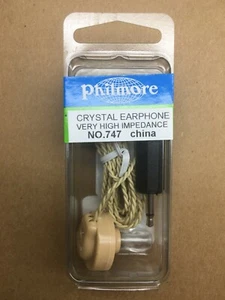 Philmore
CRYSTAL EARPHONE
VERY HIGH IMPEDANCE
NO.747 china